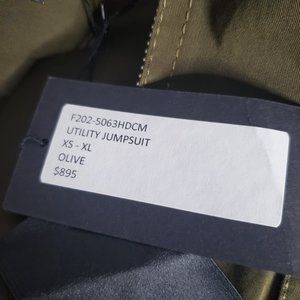 F202-5063HDCM
UTILITY JUMPSUIT
XS - XL
OLIVE
$895